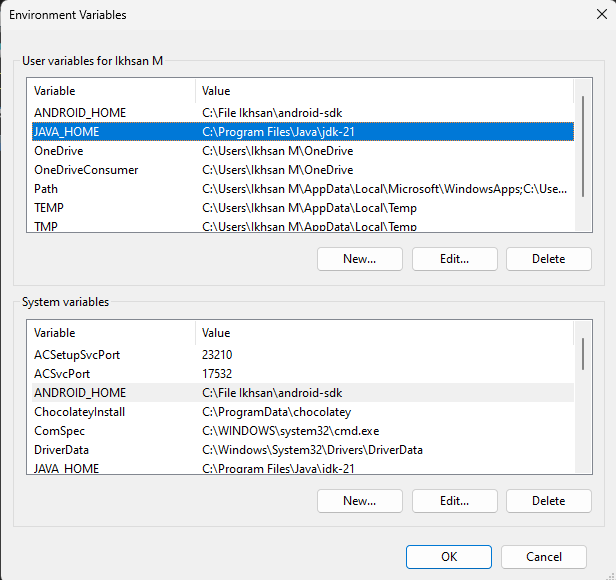 Environment Variables
User variables for Ikhsan M
Variable Value
ANDROID_HOME C:\File Ikhsan\android-sdk
JAVA_HOME C:\Program Files\Java\jdk-21
OneDrive C:\Users\Ikhsan M\OneDrive
OneDriveConsumer C:\Users\Ikhsan M\OneDrive
Path C:\Users\Ikhsan M\AppData\Local\Microsoft\WindowsApps;C:\Use...
TEMP C:\Users\Ikhsan M\AppData\Local\Temp
TMP C:\Users\Ikhsan M\AppData\Local\Temp
New... Edit... Delete
System variables
Variable Value
ACSetupSvcPort 23210
ACSvcPort 17532
ANDROID_HOME C:\File Ikhsan\android-sdk
ChocolateyInstall C:\ProgramData\chocolatey
ComSpec C:\WINDOWS\system32\cmd.exe
DriverData C:\Windows\System32\Drivers\DriverData
JAVA_HOME C:\Program Files\Java\jdk-21
New... Edit... Delete
OK Cancel